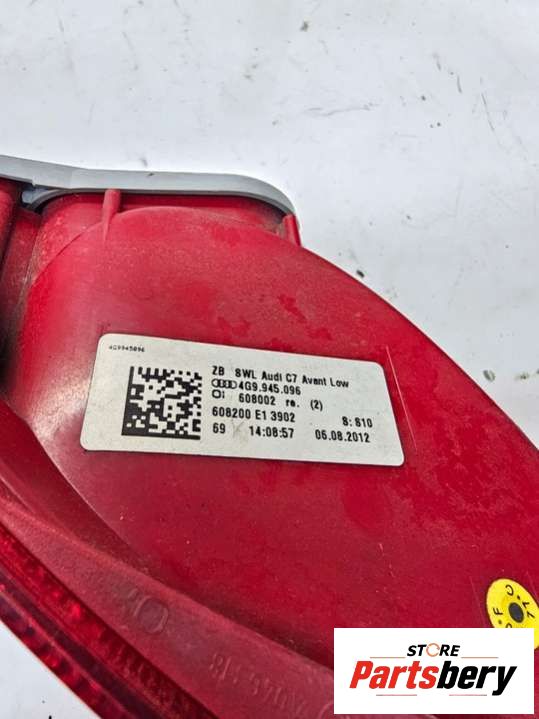 4G9945096
ZB SWL Audi C7 Avant Low
4G9.945.096
608002 re. (2)
608200 E1 3902 S: S10
69 14:08:57 06.08.2012
STORE
Partsbery